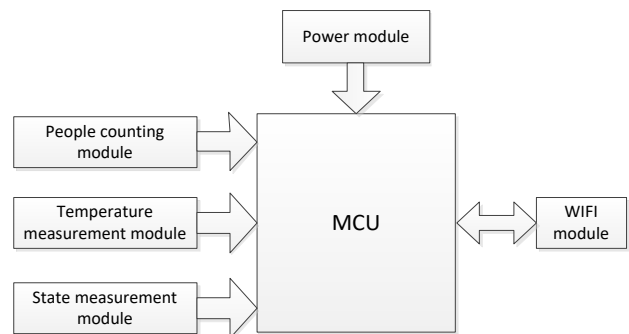 Power module
People counting
module
Temperature
measurement module
MCU
WIFI
module
State measurement
module